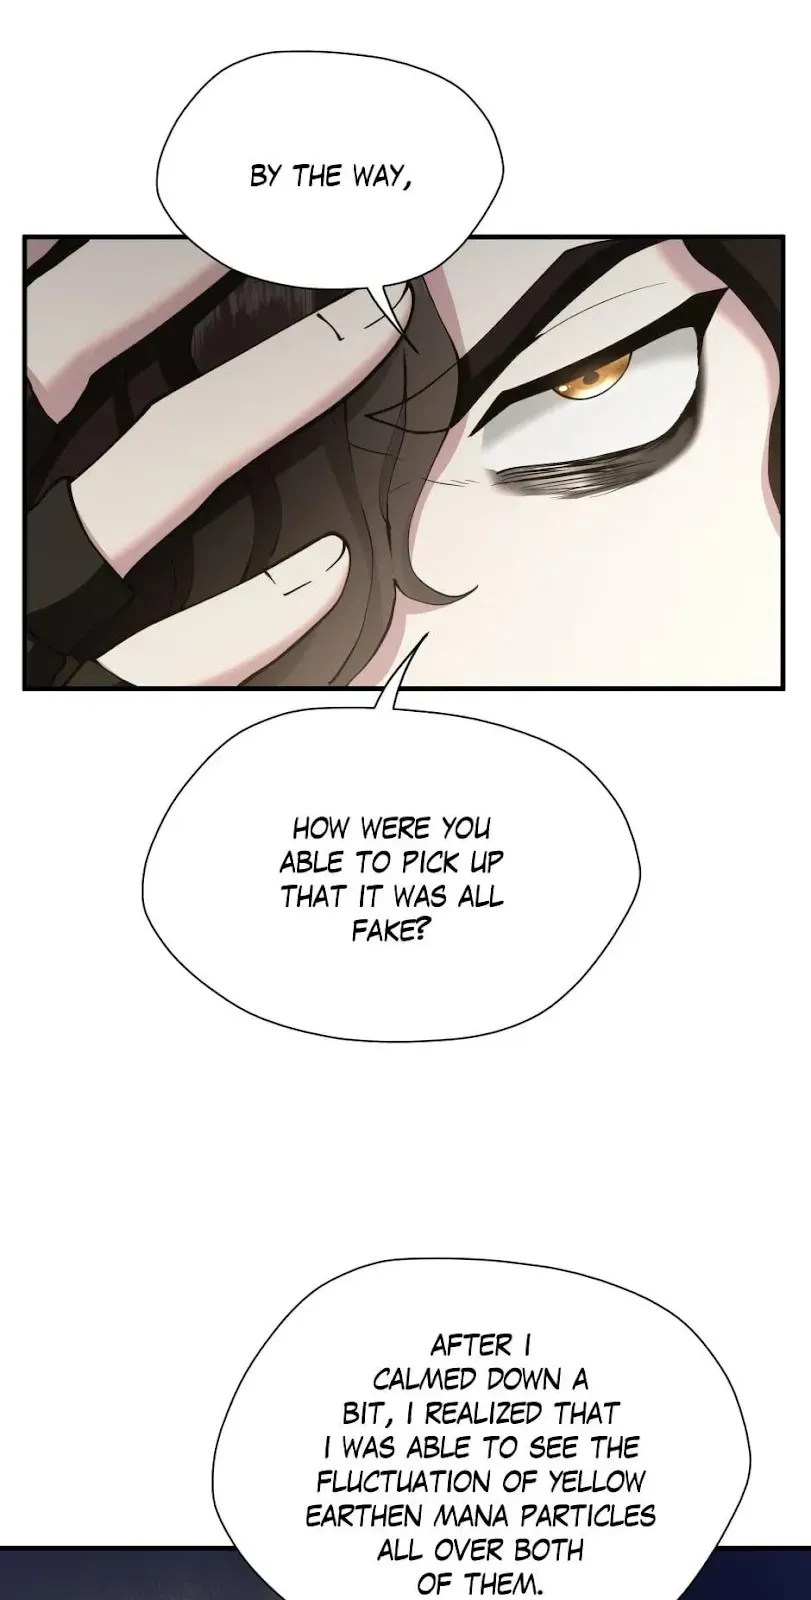 BY THE WAY,
HOW WERE YOU
ABLE TO PICK UP
THAT IT WAS ALL
FAKE?
AFTER I
CALMED DOWN A
BIT, I REALIZED THAT
I WAS ABLE TO SEE THE
FLUCTUATION OF YELLOW
EARTHEN MANA PARTICLES
ALL OVER BOTH
OF THEM.